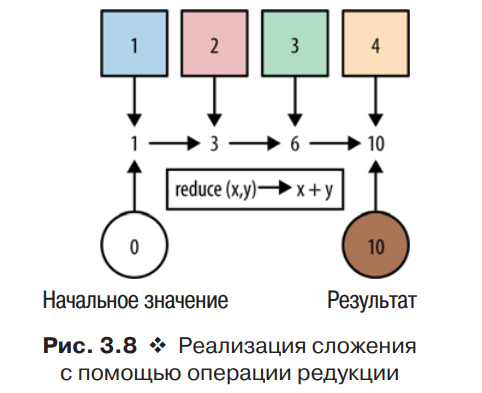 1 2 3 4
1 3 6 10
reduce (x,y) x + y
0 10
Начальное значение Результат
Рис. 3.8 ❖ Реализация сложения
с помощью операции редукции